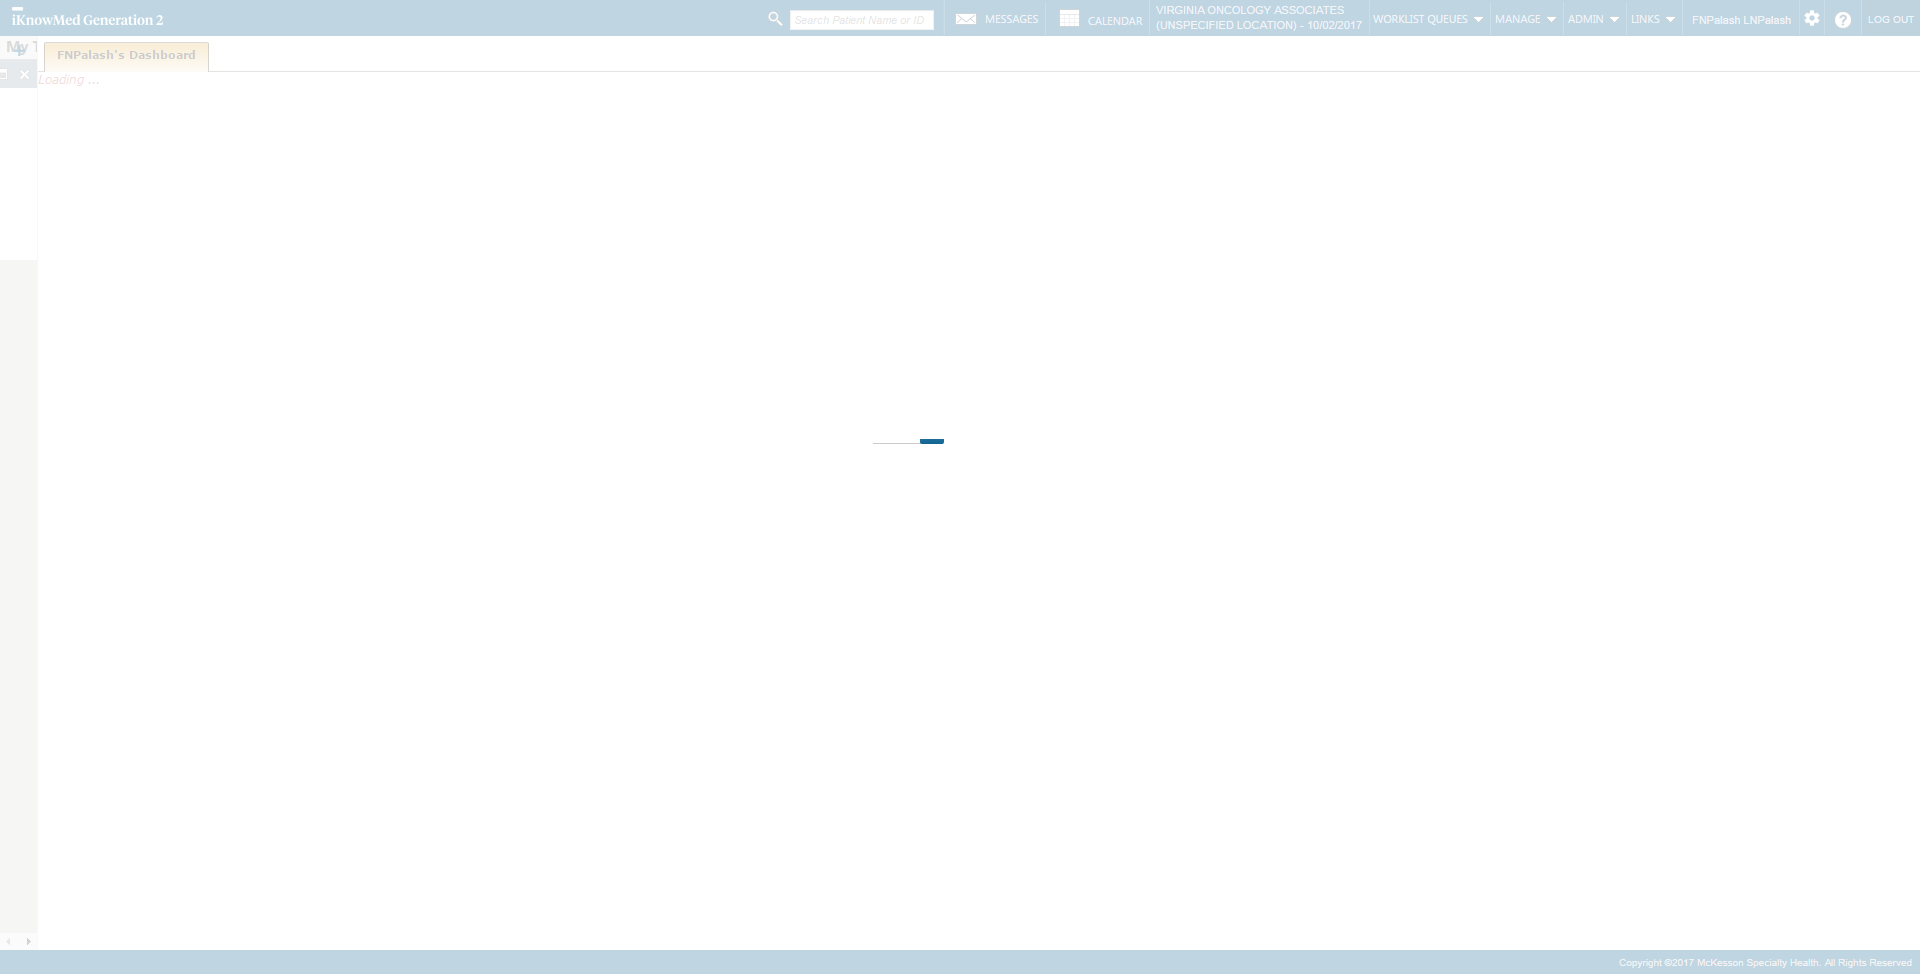 iKnowMed Generation 2
Search Patient Name or ID
MESSAGES
CALENDAR
VIRGINIA ONCOLOGY ASSOCIATES
(UNSPECIFIED LOCATION) - 10/02/2017
WORKLIST QUEUES
MANAGE
ADMIN
LINKS
FNPalash LNPalash
LOG OUT
My T
FNPalash's Dashboard
Loading ...
Copyright ©2017 McKesson Specialty Health. All Rights Reserved